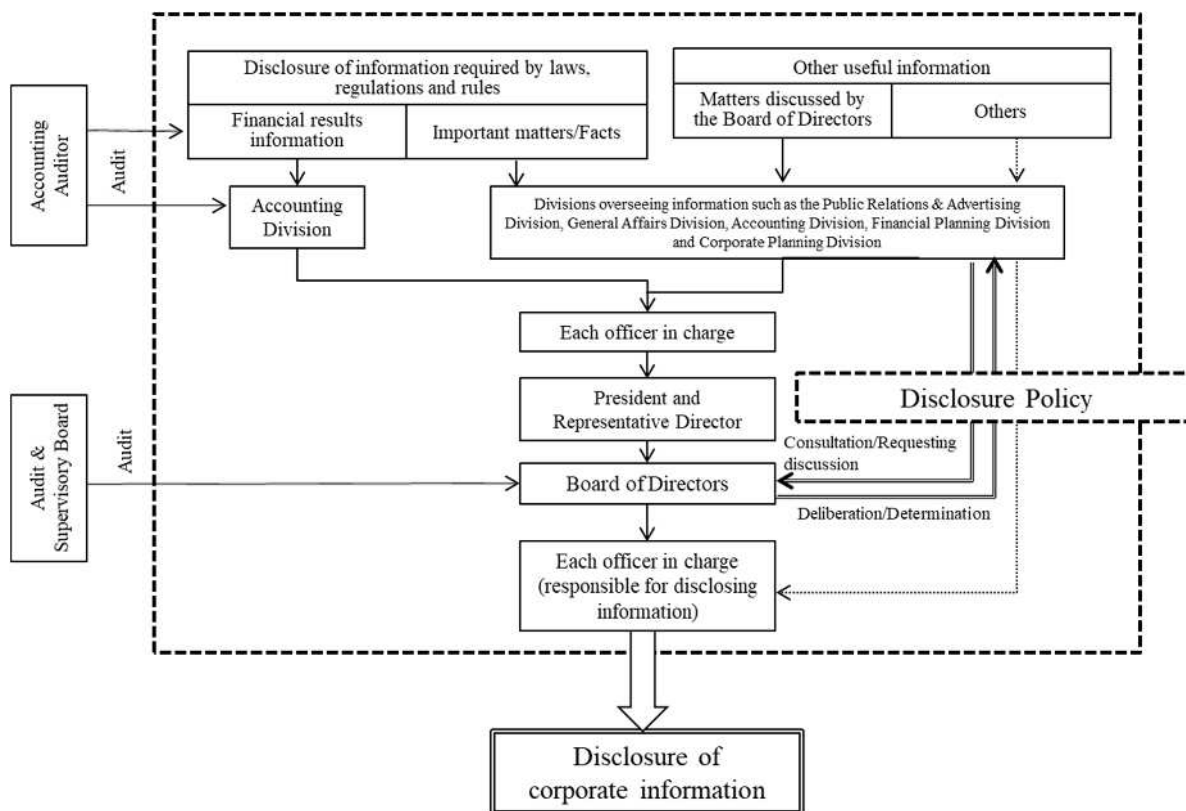 Disclosure of information required by laws,
regulations and rules
Financial results
information
Important matters/Facts
Other useful information
Matters discussed by
the Board of Directors
Others
Accounting
Auditor
Audit
Accounting
Division
Divisions overseeing information such as the Public Relations & Advertising
Division, General Affairs Division, Accounting Division, Financial Planning Division
and Corporate Planning Division
Each officer in charge
President and
Representative Director
Disclosure Policy
Audit &
Supervisory Board
Audit
Board of Directors
Consultation/Requesting
discussion
Deliberation/Determination
Each officer in charge
(responsible for disclosing
information)
Disclosure of
corporate information